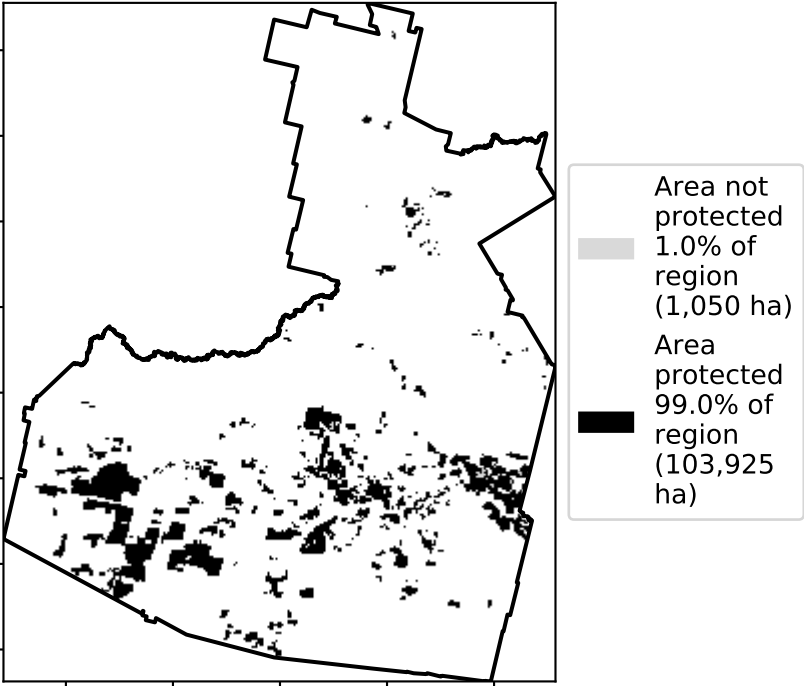 Area not
protected
1.0% of
region
(1,050 ha)
Area
protected
99.0% of
region
(103,925
ha)